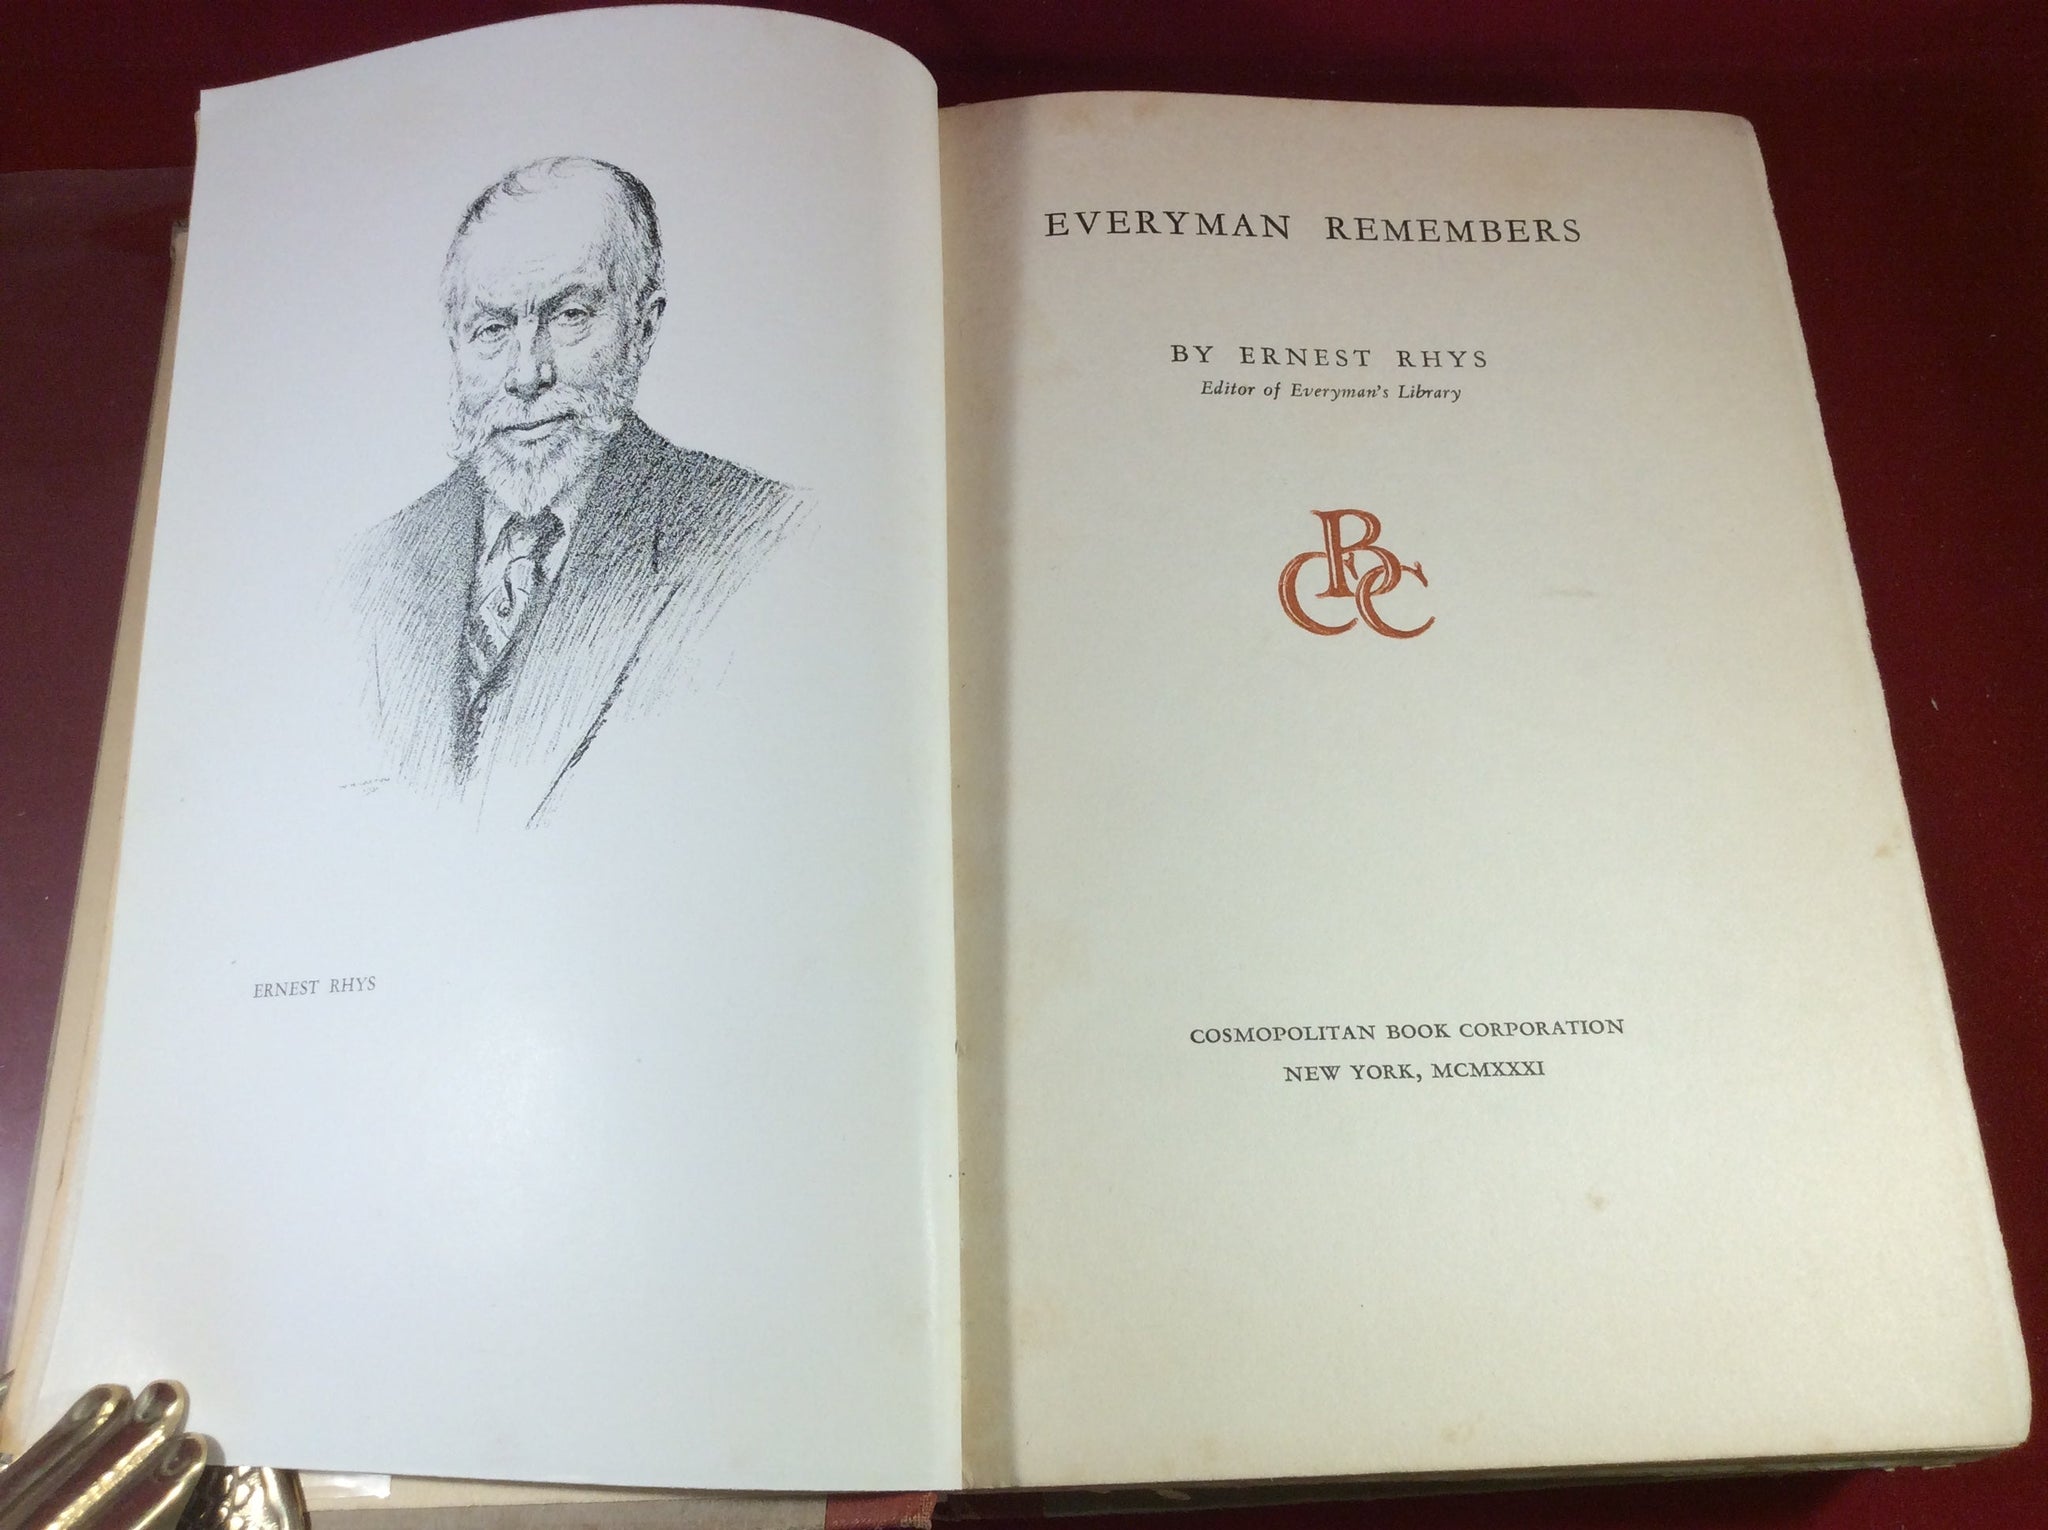 ERNEST RHYS
EVERYMAN REMEMBERS
BY ERNEST RHYS
Editor of Everyman's Library
CBC
COSMOPOLITAN BOOK CORPORATION
NEW YORK, MCMXXXI